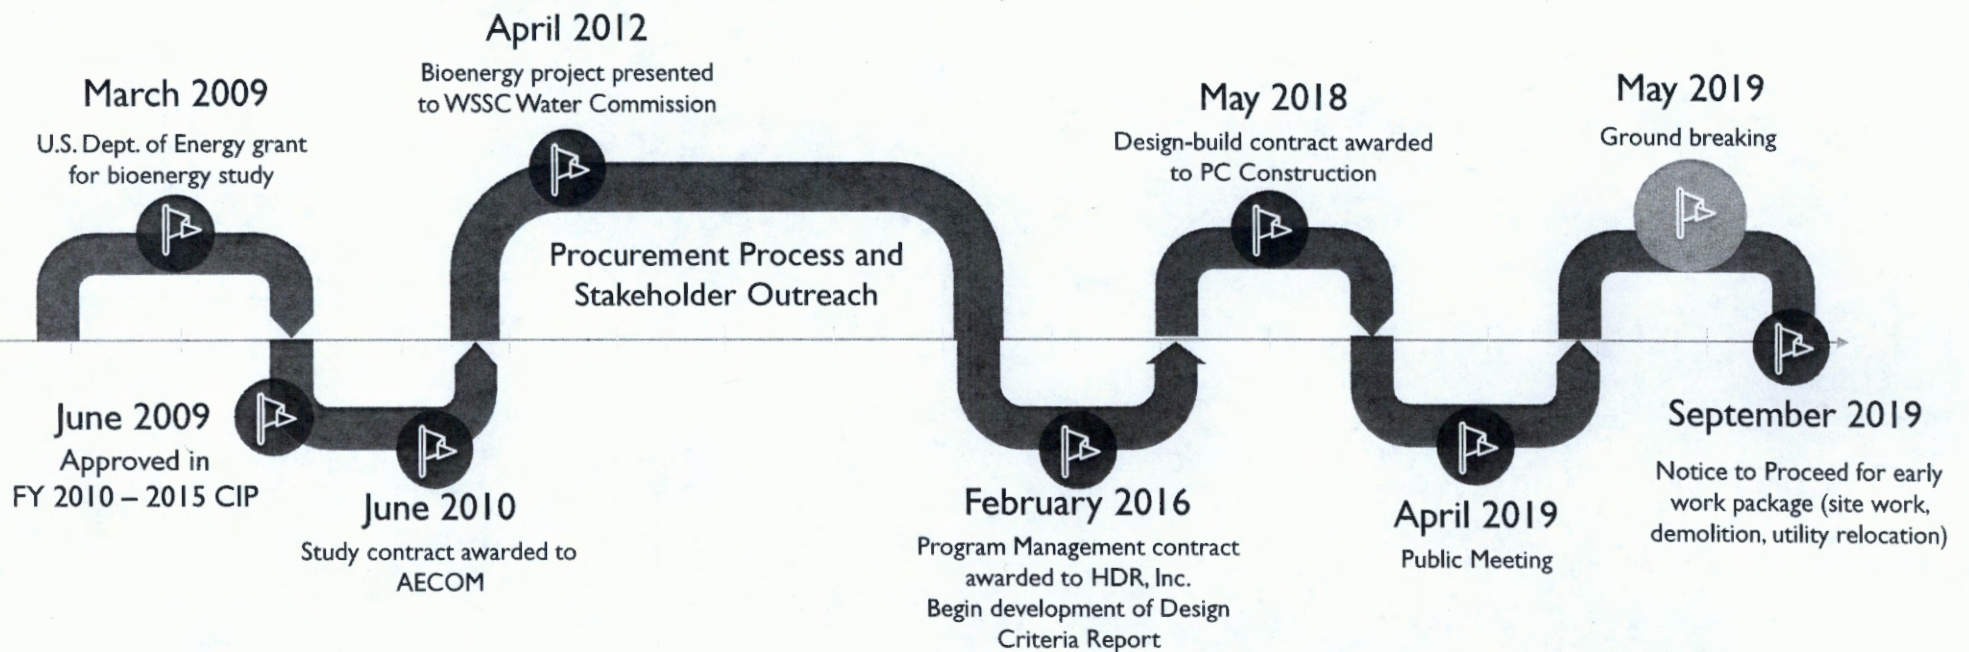 March 2009
U.S. Dept. of Energy grant
for bioenergy study
June 2009
Approved in
FY 2010 – 2015 CIP
June 2010
Study contract awarded to
AECOM
April 2012
Bioenergy project presented
to WSSC Water Commission
Procurement Process and
Stakeholder Outreach
February 2016
Program Management contract
awarded to HDR, Inc.
Begin development of Design
Criteria Report
May 2018
Design-build contract awarded
to PC Construction
April 2019
Public Meeting
May 2019
Ground breaking
September 2019
Notice to Proceed for early
work package (site work,
demolition, utility relocation)